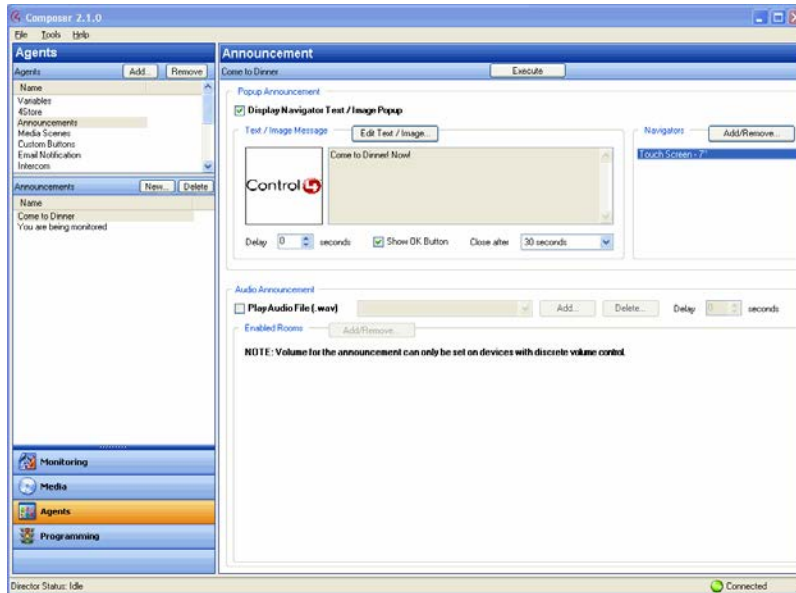 Composer 2.1.0
File Tools Help
Agents
Agents Add... Remove
Name
Variables
4Store
Announcements
Media Scenes
Custom Buttons
Email Notification
Intercom
Announcements New... Delete
Name
Come to Dinner
You are being monitored
Monitoring
Media
Agents
Programming
Announcement
Come to Dinner Execute
Popup Announcement
Display Navigator Text / Image Popup
Text / Image Message Edit Text / Image...
Control4
Come to Dinner! Now!
Navigators Add/Remove...
Touch Screen - 7"
Delay 0 seconds Show OK Button Close after 30 seconds
Audio Announcement
Play Audio File (.wav) Add... Delete... Delay 0 seconds
Enabled Rooms Add/Remove...
NOTE: Volume for the announcement can only be set on devices with discrete volume control.
Director Status: Idle Connected